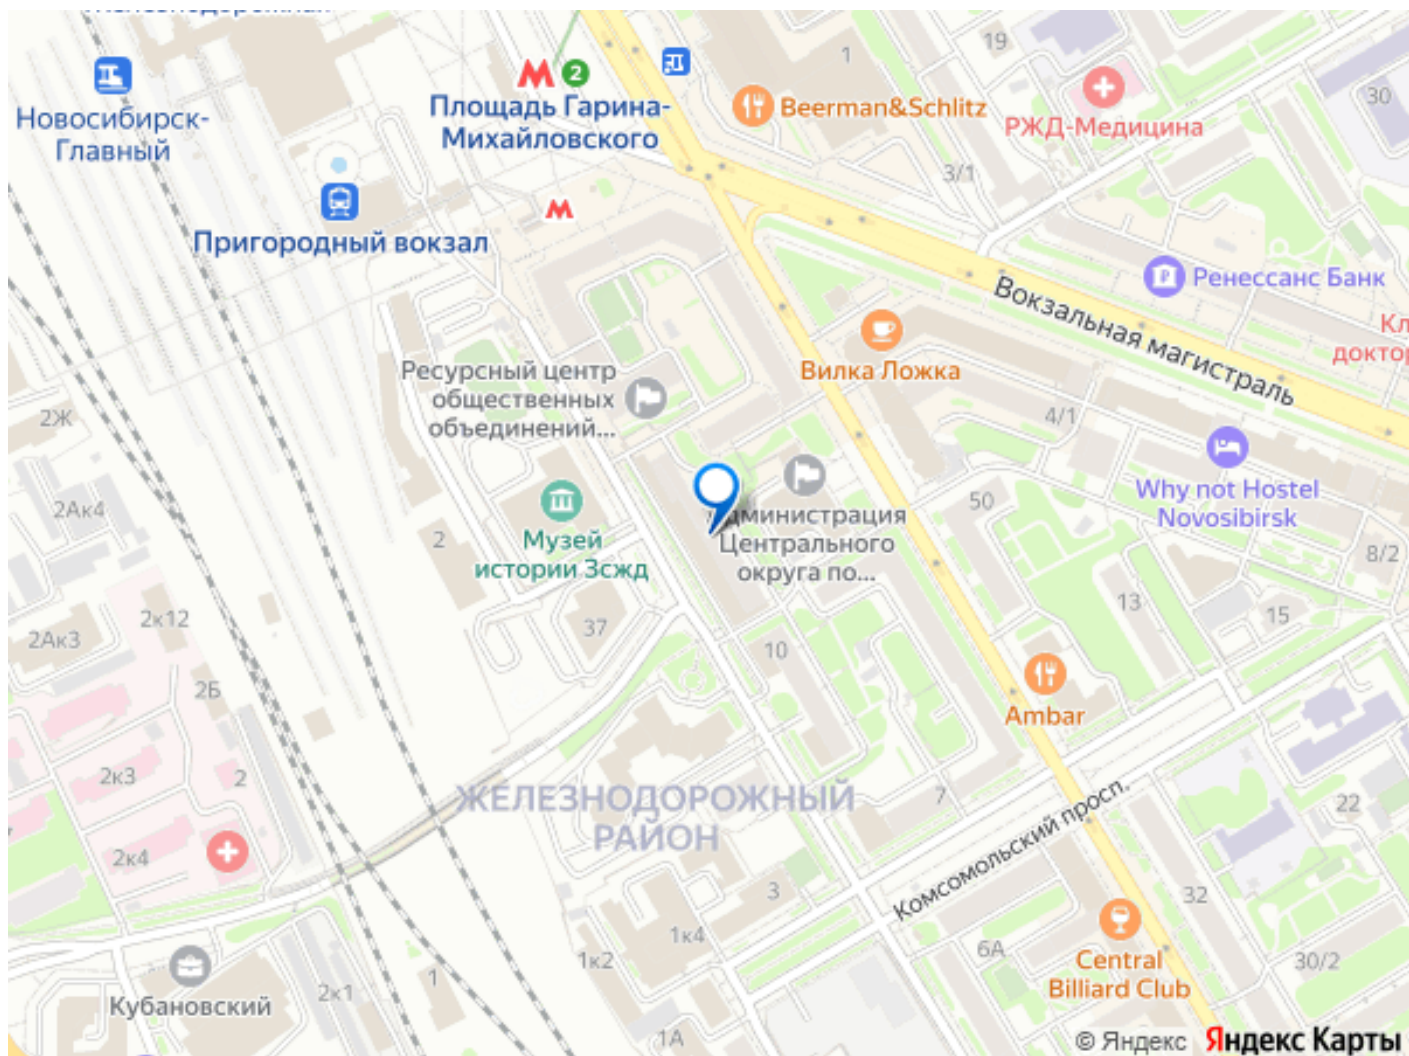 Железнодорожная
19
1
30
2
Новосибирск-
Главный
Площадь Гарина-
Михайловского
Beerman&Schlitz
РЖД-Медицина
3/1
Пригородный вокзал
Ренессанс Банк
Вокзальная магистраль
Кл
доктор
Вилка Ложка
Ресурсный центр
общественных
объединений...
2Ж
4/1
Why not Hostel
Novosibirsk
50
2Ак4
2
Музей
истории Зсжд
Администрация
Центрального
округа по...
8/2
13
15
2к12
2Ак3
37
10
2Б
Ambar
2к3
2
ЖЕЛЕЗНОДОРОЖНЫЙ
РАЙОН
7
Комсомольский просп.
22
2к4
3
32
1к4
6А
1к2
Central
Billiard Club
30/2
Кубановский
2к1
1
1А
© Яндекс Яндекс Карты